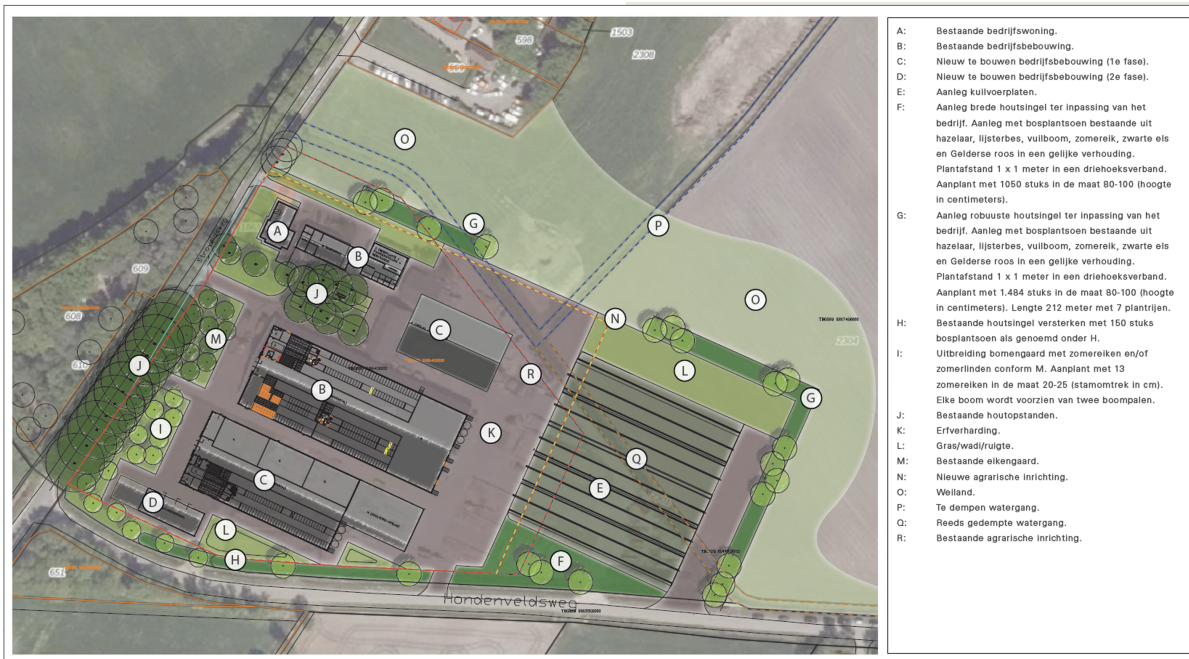 1503
598
2308
O
P
G
A
609
B
J
608
C
N
O
TBG00 0307400000
2304
M
616
J
R
L
B
G
I
K
Q
C
E
D
L
H
F
651
Hondenveldsweg
A: Bestaande bedrijfswoning.
B: Bestaande bedrijfsbebouwing.
C: Nieuw te bouwen bedrijfsbebouwing (1e fase).
D: Nieuw te bouwen bedrijfsbebouwing (2e fase).
E: Aanleg kuilvoerplaten.
F: Aanleg brede houtsingel ter inpassing van het
bedrijf. Aanleg met bosplantsoen bestaande uit
hazelaar, lijsterbes, vuilboom, zomereik, zwarte els
en Gelderse roos in een gelijke verhouding.
Plantafstand 1 x 1 meter in een driehoeksverband.
Aanplant met 1050 stuks in de maat 80-100 (hoogte
in centimeters).
G: Aanleg robuuste houtsingel ter inpassing van het
bedrijf. Aanleg met bosplantsoen bestaande uit
hazelaar, lijsterbes, vuilboom, zomereik, zwarte els
en Gelderse roos in een gelijke verhouding.
Plantafstand 1 x 1 meter in een driehoeksverband.
Aanplant met 1.484 stuks in de maat 80-100 (hoogte
in centimeters). Lengte 212 meter met 7 plantrijen.
H: Bestaande houtsingel versterken met 150 stuks
bosplantsoen als genoemd onder H.
I: Uitbreiding bomengaard met zomereiken en/of
zomerlinden conform M. Aanplant met 13
zomereiken in de maat 20-25 (stamomtrek in cm).
Elke boom wordt voorzien van twee boompalen.
J: Bestaande houtopstanden.
K: Erfverharding.
L: Gras/wadi/ruigte.
M: Bestaande eikengaard.
N: Nieuwe agrarische inrichting.
O: Weiland.
P: Te dempen watergang.
Q: Reeds gedempte watergang.
R: Bestaande agrarische inrichting.